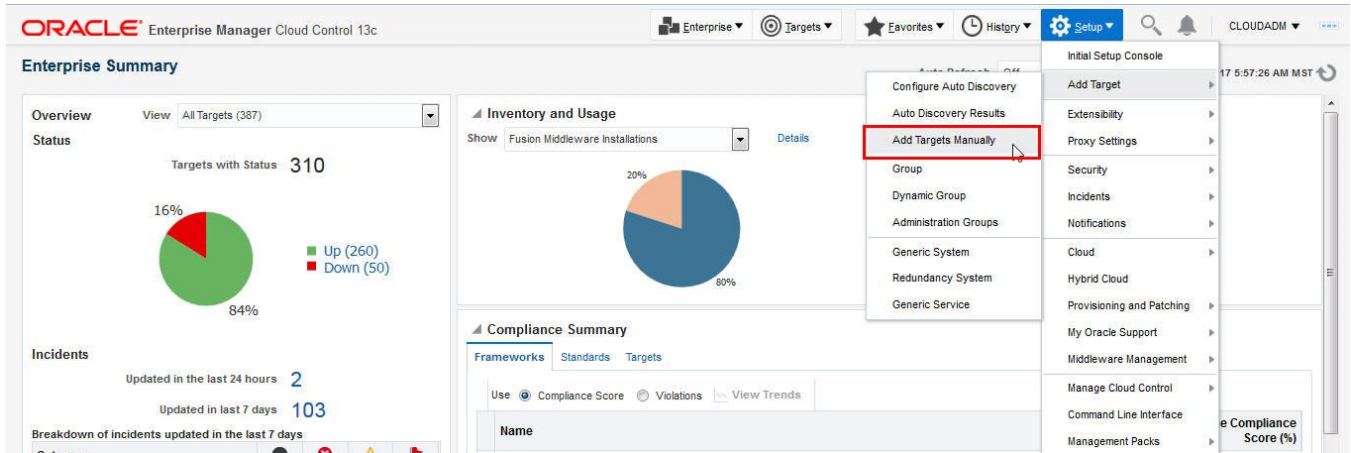 ORACLE Enterprise Manager Cloud Control 13c
Enterprise Targets Favorites History Setup CLOUDADM
Enterprise Summary
17 5:57:26 AM MST
Overview View All Targets (387)
Status
Targets with Status 310
16%
84%
Up (260)
Down (50)
Incidents
Updated in the last 24 hours 2
Updated in last 7 days 103
Breakdown of incidents updated in the last 7 days
Inventory and Usage
Show Fusion Middleware Installations Details
20%
80%
Compliance Summary
Frameworks Standards Targets
Use Compliance Score Violations View Trends
Name
e Compliance
Score (%)
Configure Auto Discovery
Auto Discovery Results
Add Targets Manually
Group
Dynamic Group
Administration Groups
Generic System
Redundancy System
Generic Service
Initial Setup Console
Add Target
Extensibility
Proxy Settings
Security
Incidents
Notifications
Cloud
Hybrid Cloud
Provisioning and Patching
My Oracle Support
Middleware Management
Manage Cloud Control
Command Line Interface
Management Packs